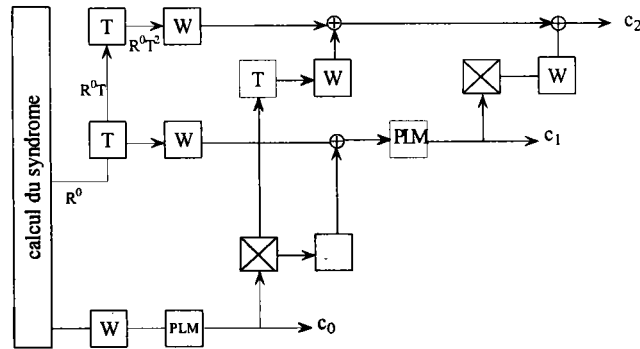 T
W
c₂
R⁰T²
R⁰T
T
W
W
T
W
PLM
c₁
R⁰
calcul du syndrome
W
PLM
c₀